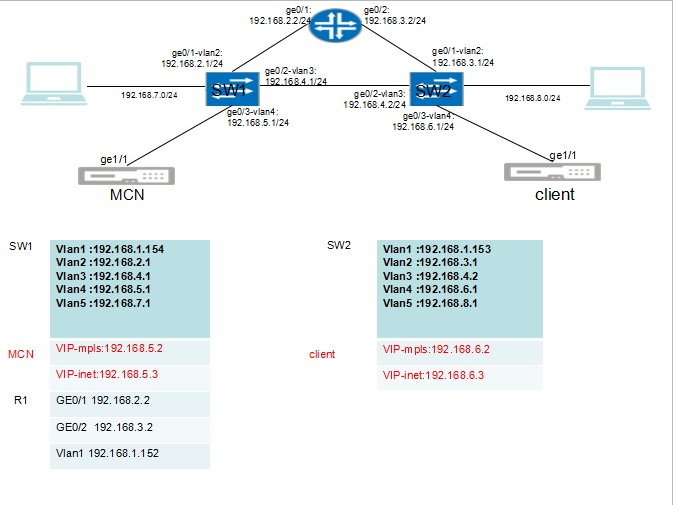 ge0/1:
192.168.2.2/24
ge0/2:
192.168.3.2/24
ge0/1-vlan2:
192.168.2.1/24
ge0/1-vlan2:
192.168.3.1/24
ge0/2-vlan3:
192.168.4.1/24
SW1
SW2
192.168.7.0/24
ge0/2-vlan3:
192.168.4.2/24
192.168.8.0/24
ge0/3-vlan4:
192.168.5.1/24
ge0/3-vlan4:
192.168.6.1/24
ge1/1
MCN
ge1/1
client
SW1
Vlan1 :192.168.1.154
Vlan2 :192.168.2.1
Vlan3 :192.168.4.1
Vlan4 :192.168.5.1
Vlan5 :192.168.7.1
MCN
VIP-mpls:192.168.5.2
VIP-inet:192.168.5.3
R1
GE0/1 192.168.2.2
GE0/2 192.168.3.2
Vlan1 192.168.1.152
SW2
Vlan1 :192.168.1.153
Vlan2 :192.168.3.1
Vlan3 :192.168.4.2
Vlan4 :192.168.6.1
Vlan5 :192.168.8.1
client
VIP-mpls:192.168.6.2
VIP-inet:192.168.6.3